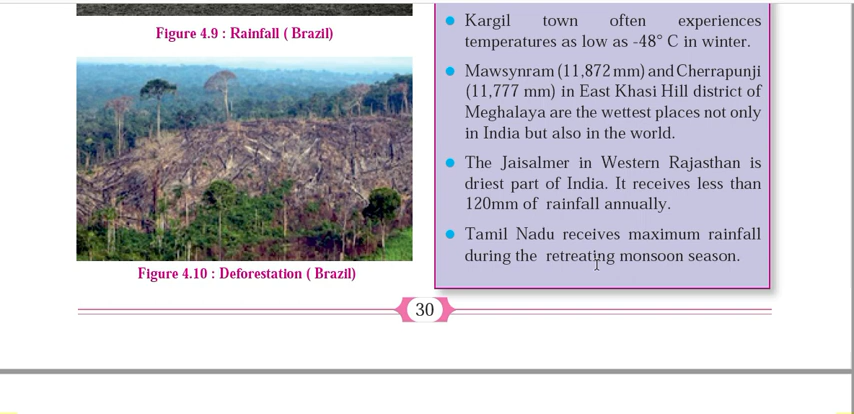 Figure 4.9 : Rainfall ( Brazil)
Figure 4.10 : Deforestation ( Brazil)
Kargil town often experiences
temperatures as low as -48° C in winter.
Mawsynram (11,872 mm) and Cherrapunji
(11,777 mm) in East Khasi Hill district of
Meghalaya are the wettest places not only
in India but also in the world.
The Jaisalmer in Western Rajasthan is
driest part of India. It receives less than
120mm of rainfall annually.
Tamil Nadu receives maximum rainfall
during the retreating monsoon season.
30